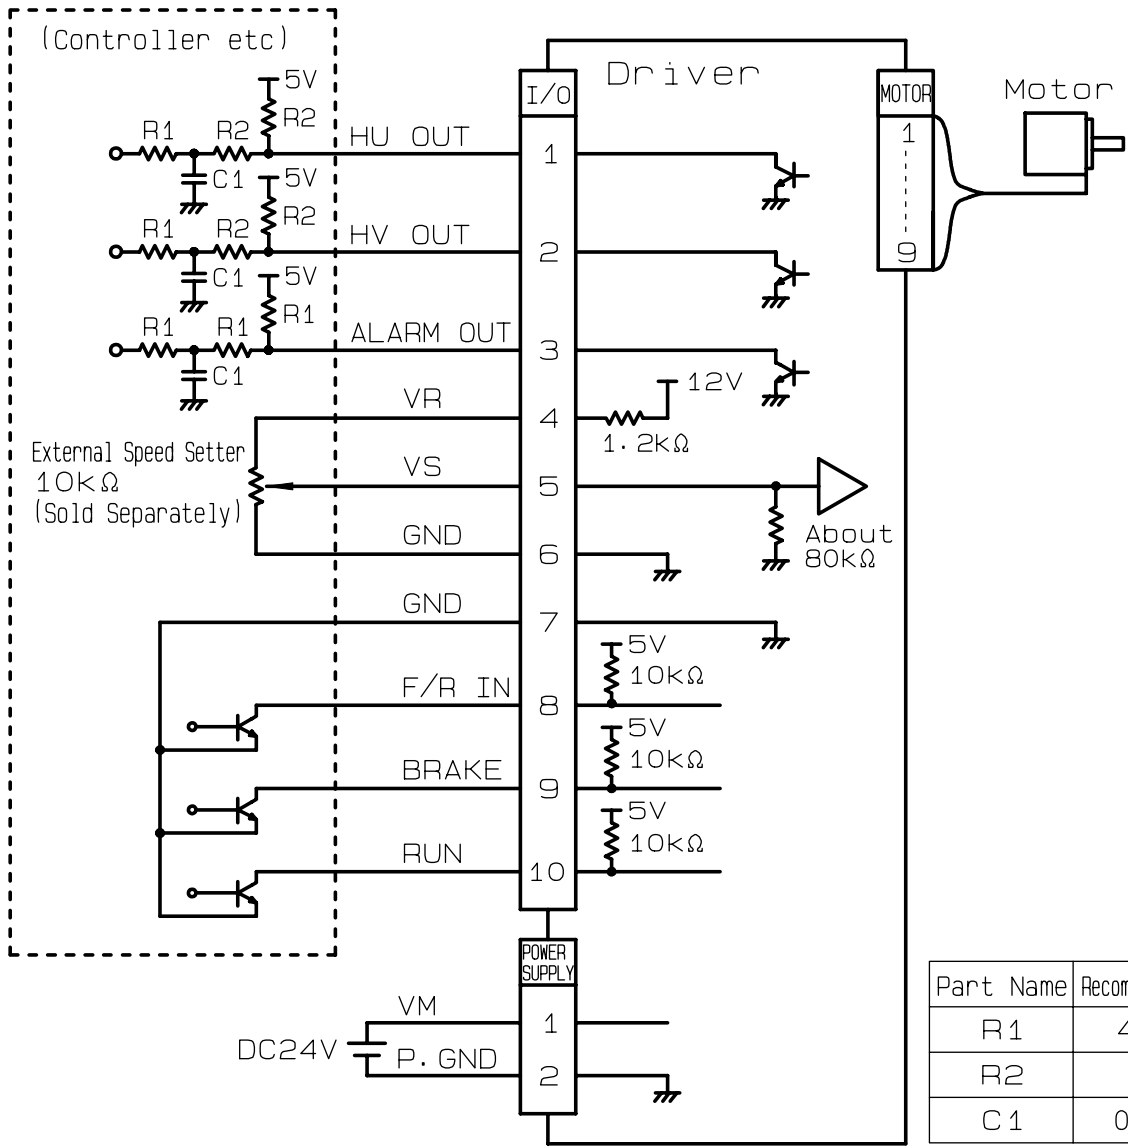 (Controller etc)
5V
R2
R1
R2
C1
HU OUT
5V
R2
R1
R2
C1
HV OUT
5V
R1
R1
R1
C1
ALARM OUT
VR
External Speed Setter
10kΩ
(Sold Separately)
VS
GND
GND
F/R IN
BRAKE
RUN
I/O
1
2
3
4
5
6
7
8
9
10
Driver
12V
1.2kΩ
About
80kΩ
5V
10kΩ
5V
10kΩ
5V
10kΩ
MOTOR
1
9
Motor
POWER
SUPPLY
1
2
VM
DC24V
P.GND
Part Name
R1 4
R2
C1 0